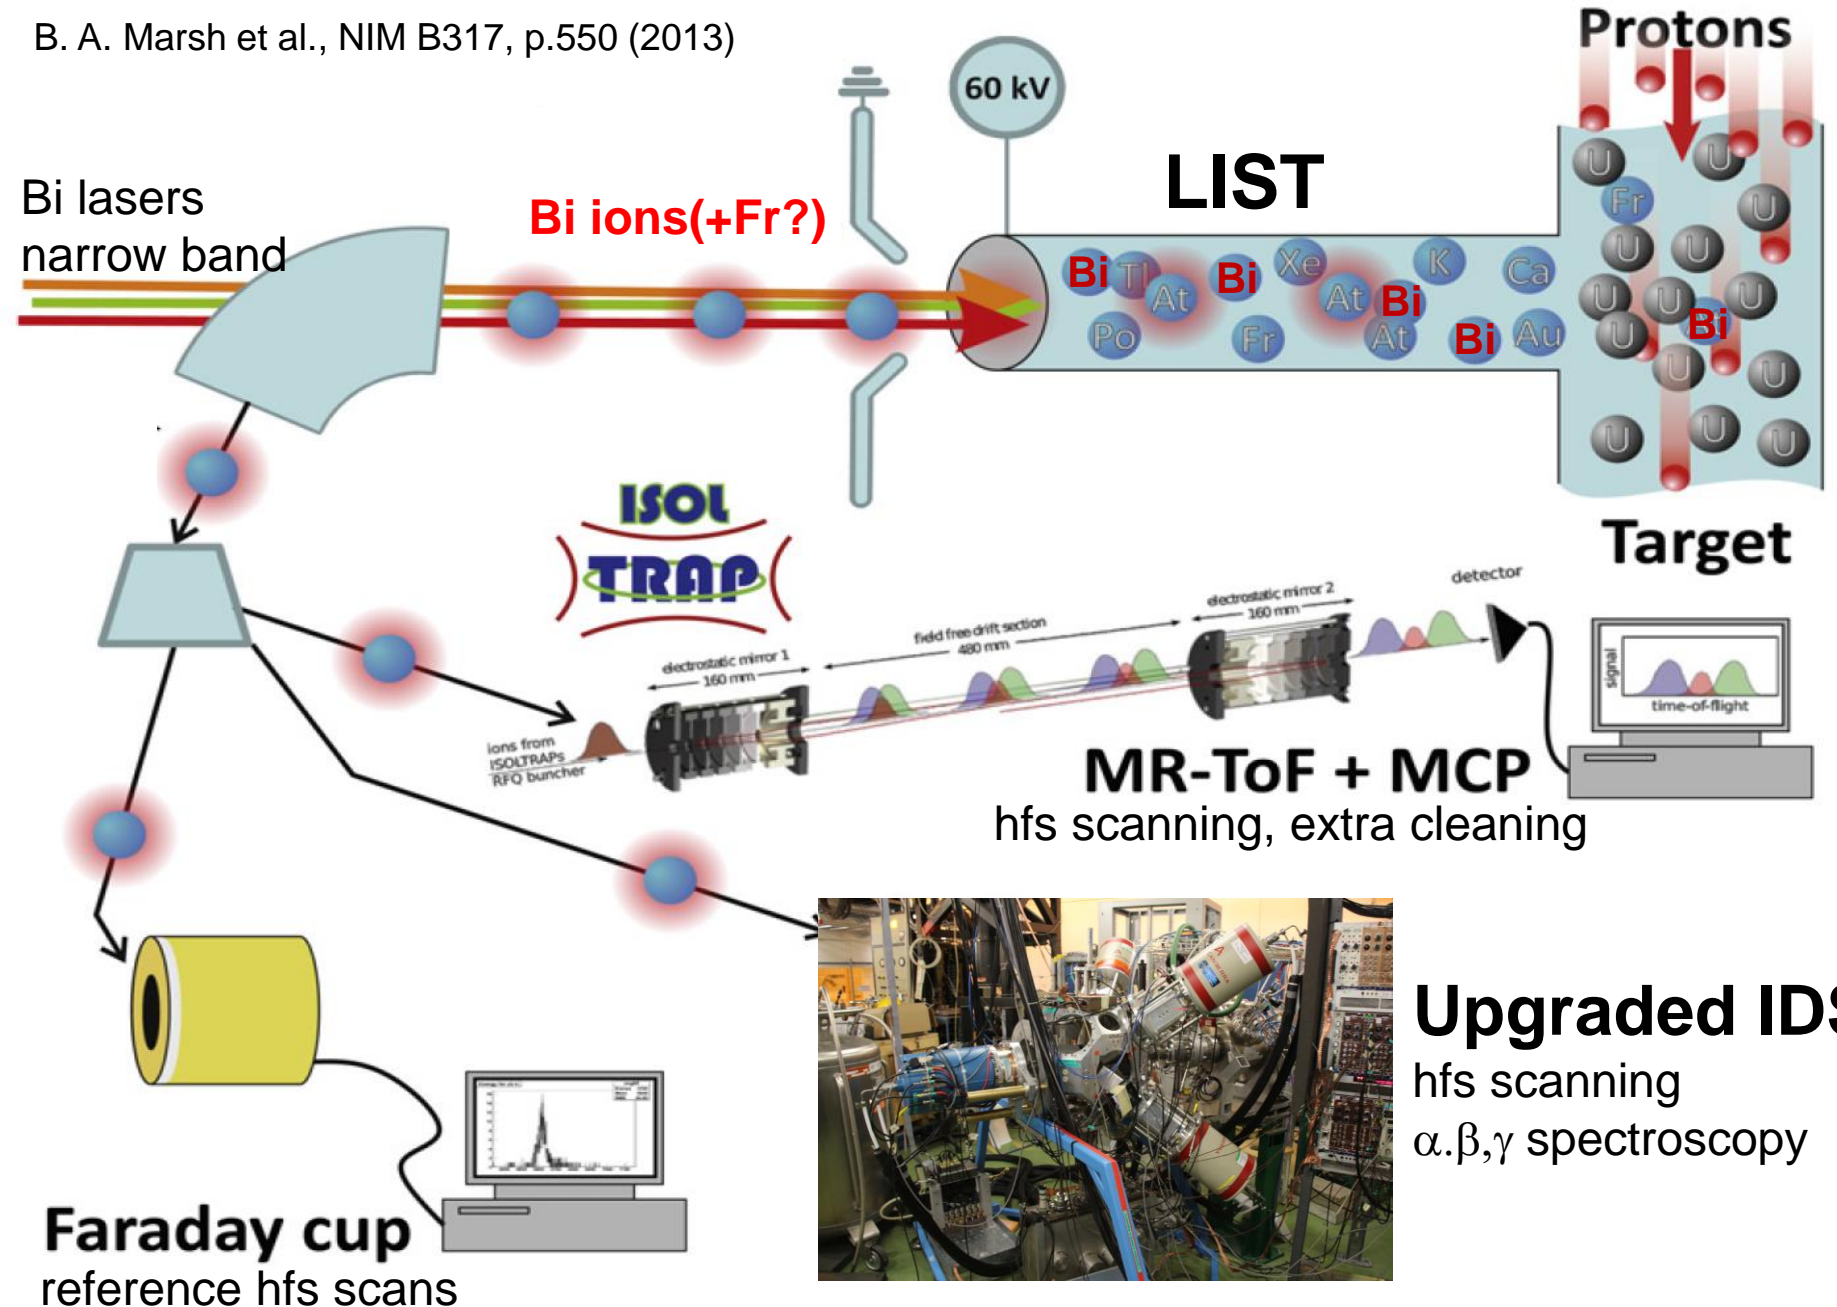 B. A. Marsh et al., NIM B317, p.550 (2013)
Protons
60 kV
LIST
Bi lasers
narrow band
Bi ions(+Fr?)
Bi Tl At Bi Xe At Bi K Ca
Po Fr At Bi Au
U U
Fr U
U U
U U U
U Bi
U U
U U U
Target
ISOL
TRAP
electrostatic mirror 1
160 mm
field free drift section
480 mm
electrostatic mirror 2
160 mm
detector
signal
time-of-flight
ions from
ISOLTRAPs
RFQ buncher
MR-ToF + MCP
hfs scanning, extra cleaning
Upgraded IDS
hfs scanning
α.β,γ spectroscopy
Faraday cup
reference hfs scans